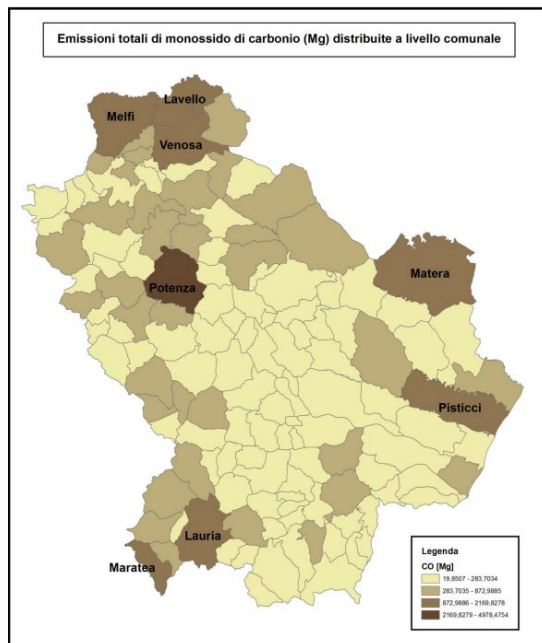 Emissioni totali di monossido di carbonio (Mg) distribuite a livello comunale
Lavello
Melfi
Venosa
Matera
Potenza
Pisticci
Lauria
Maratea
Legenda
CO [Mg]
19,8507 - 283,7034
283,7035 - 872,9885
872,9886 - 2169,8278
2169,8279 - 4978,4754